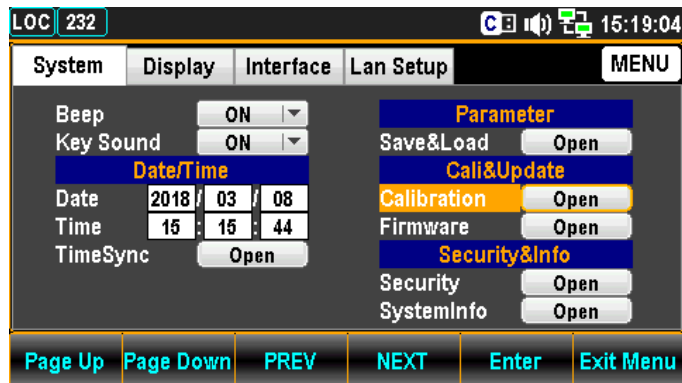 LOC 232 C 15:19:04
System Display Interface Lan Setup MENU
Beep ON
Key Sound ON
Date/Time
Date 2018 / 03 / 08
Time 15 : 15 : 44
TimeSync Open
Parameter
Save&Load Open
Cali&Update
Calibration Open
Firmware Open
Security&Info
Security Open
SystemInfo Open
Page Up Page Down PREV NEXT Enter Exit Menu